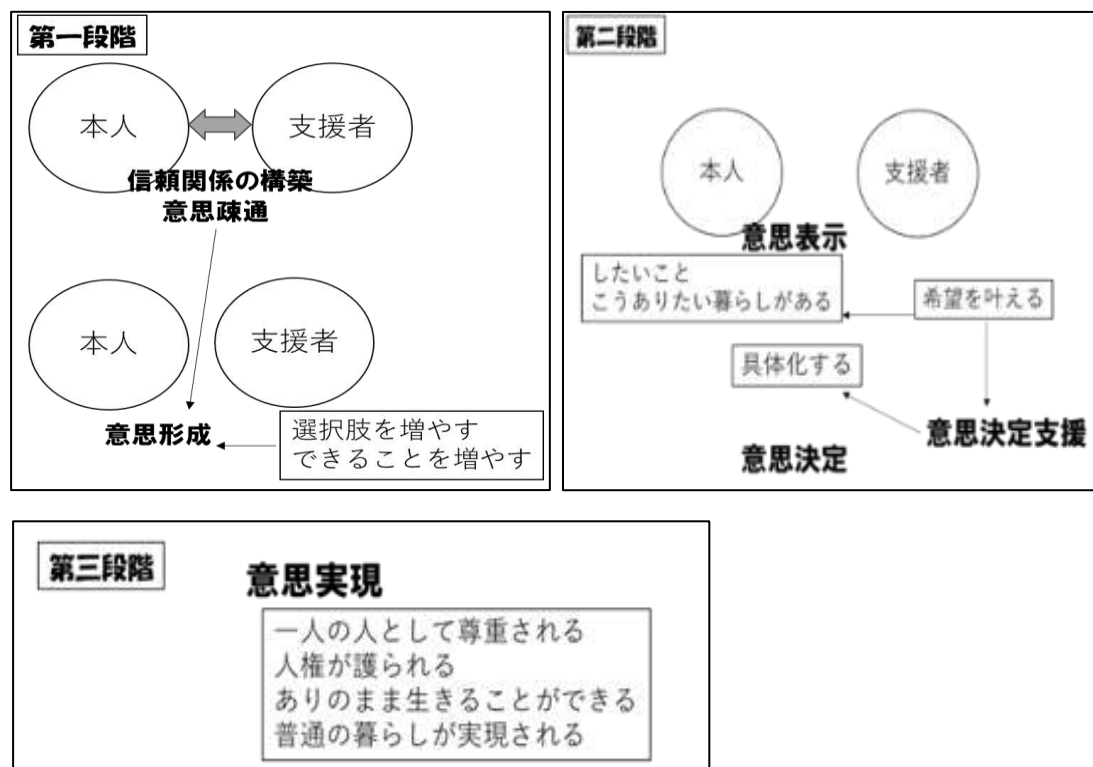 第一段階
本人
支援者
信頼関係の構築
意思疎通
本人
支援者
意思形成
選択肢を増やす
できることを増やす
第二段階
本人
支援者
意思表示
したいこと
こうありたい暮らしがある
希望を叶える
具体化する
意思決定支援
意思決定
第三段階
意思実現
一人の人として尊重される
人権が護られる
ありのまま生きることができる
普通の暮らしが実現される